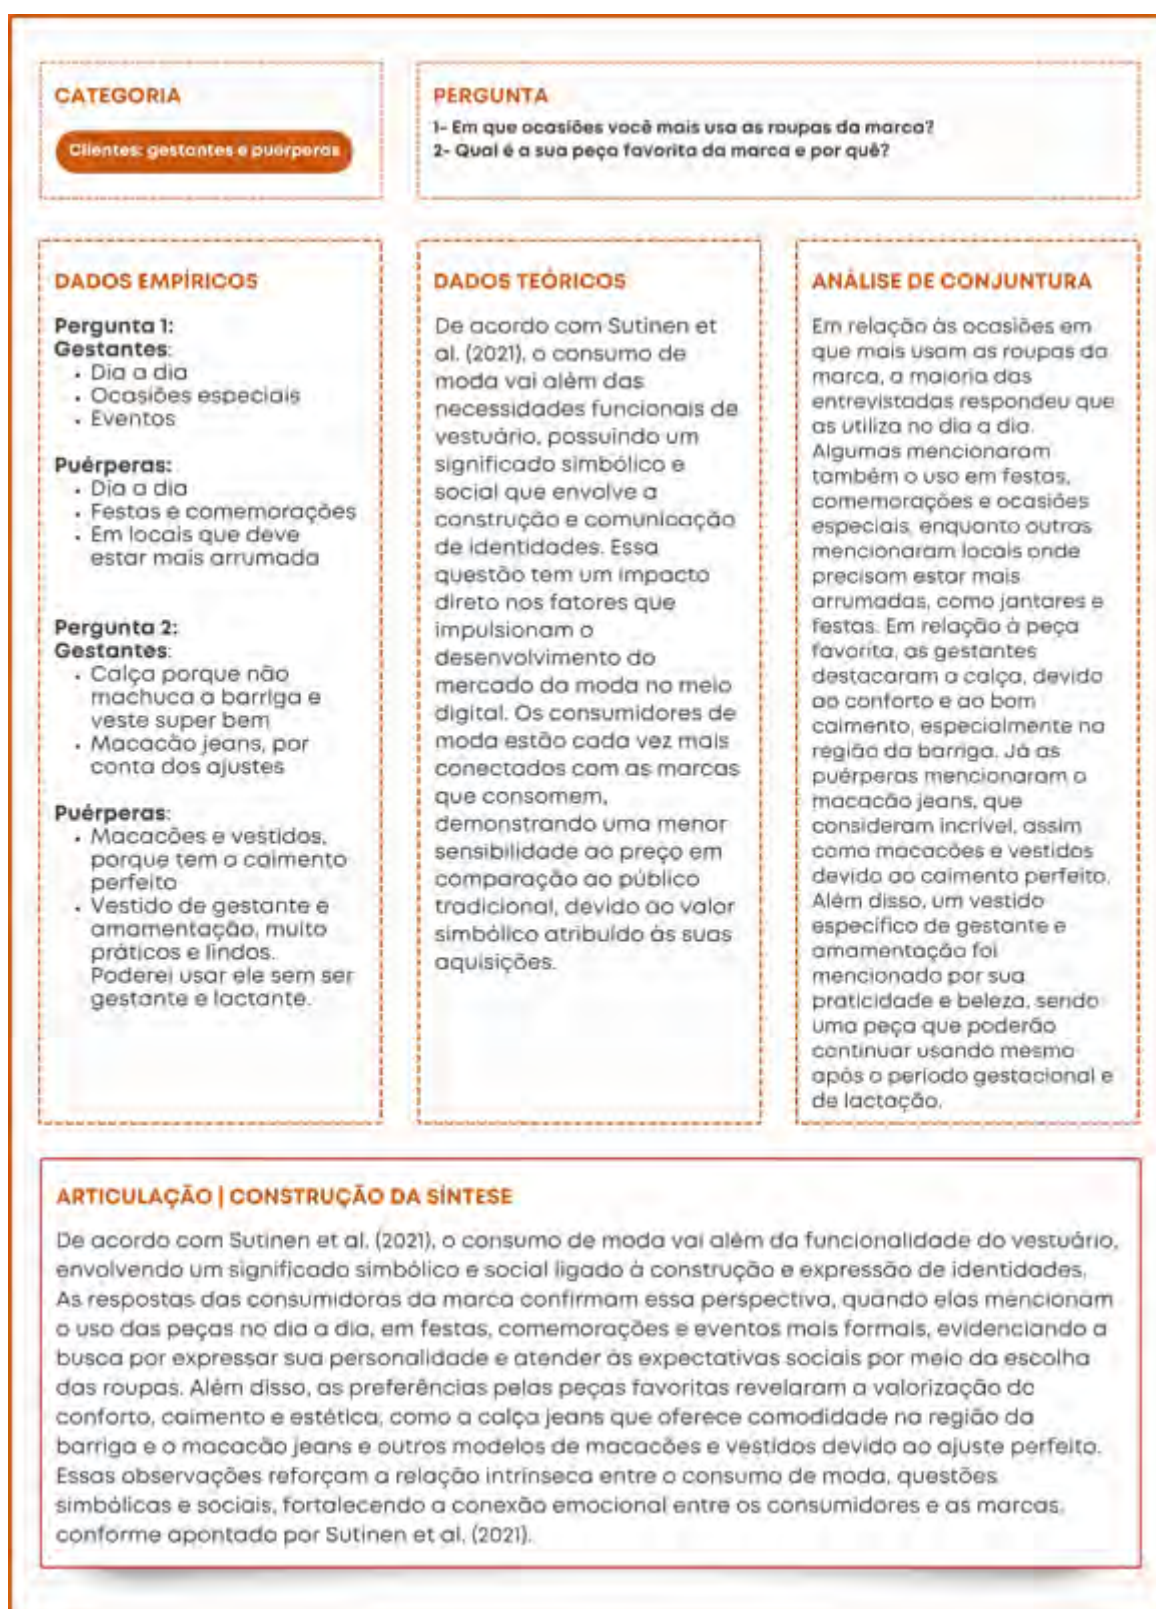 CATEGORIA
Clientes: gestantes e puérperas
PERGUNTA
1- Em que ocasiões você mais usa as roupas da marca?
2- Qual é a sua peça favorita da marca e por quê?
DADOS EMPÍRICOS
Pergunta 1:
Gestantes:
• Dia a dia
• Ocasiões especiais
• Eventos
Puérperas:
• Dia a dia
• Festas e comemorações
• Em locais que deve
estar mais arrumada
Pergunta 2:
Gestantes:
• Calça porque não
machuca a barriga e
veste super bem
• Macacão jeans, por
conta dos ajustes
Puérperas:
• Macacões e vestidos,
porque tem o caimento
perfeito
• Vestido de gestante e
amamentação, muito
práticos e lindos.
Poderei usar ele sem ser
gestante e lactante.
DADOS TEÓRICOS
De acordo com Sutinen et
al. (2021), o consumo de
moda vai além das
necessidades funcionais de
vestuário, possuindo um
significado simbólico e
social que envolve a
construção e comunicação
de identidades. Essa
questão tem um impacto
direto nos fatores que
impulsionam o
desenvolvimento do
mercado da moda no meio
digital. Os consumidores de
moda estão cada vez mais
conectados com as marcas
que consomem,
demonstrando uma menor
sensibilidade ao preço em
comparação ao público
tradicional, devido ao valor
simbólico atribuído às suas
aquisições.
ANÁLISE DE CONJUNTURA
Em relação às ocasiões em
que mais usam as roupas da
marca, a maioria das
entrevistadas respondeu que
as utiliza no dia a dia.
Algumas mencionaram
também o uso em festas,
comemorações e ocasiões
especiais, enquanto outras
mencionaram locais onde
precisam estar mais
arrumadas, como jantares e
festas. Em relação à peça
favorita, as gestantes
destacaram a calça, devido
ao conforto e ao bom
caimento, especialmente na
região da barriga. Já as
puérperas mencionaram o
macacão jeans, que
consideram incrível, assim
como macacões e vestidos
devido ao caimento perfeito.
Além disso, um vestido
específico de gestante e
amamentação foi
mencionado por sua
praticidade e beleza, sendo
uma peça que poderão
continuar usando mesmo
após o período gestacional e
de lactação.
ARTICULAÇÃO | CONSTRUÇÃO DA SÍNTESE
De acordo com Sutinen et al. (2021), o consumo de moda vai além da funcionalidade do vestuário,
envolvendo um significado simbólico e social ligado à construção e expressão de identidades.
As respostas das consumidoras da marca confirmam essa perspectiva, quando elas mencionam
o uso das peças no dia a dia, em festas, comemorações e eventos mais formais, evidenciando a
busca por expressar sua personalidade e atender às expectativas sociais por meio da escolha
das roupas. Além disso, as preferências pelas peças favoritas revelaram a valorização do
conforto, caimento e estética, como a calça jeans que oferece comodidade na região da
barriga e o macacão jeans e outros modelos de macacões e vestidos devido ao ajuste perfeito.
Essas observações reforçam a relação intrínseca entre o consumo de moda, questões
simbólicas e sociais, fortalecendo a conexão emocional entre os consumidores e as marcas,
conforme apontado por Sutinen et al. (2021).